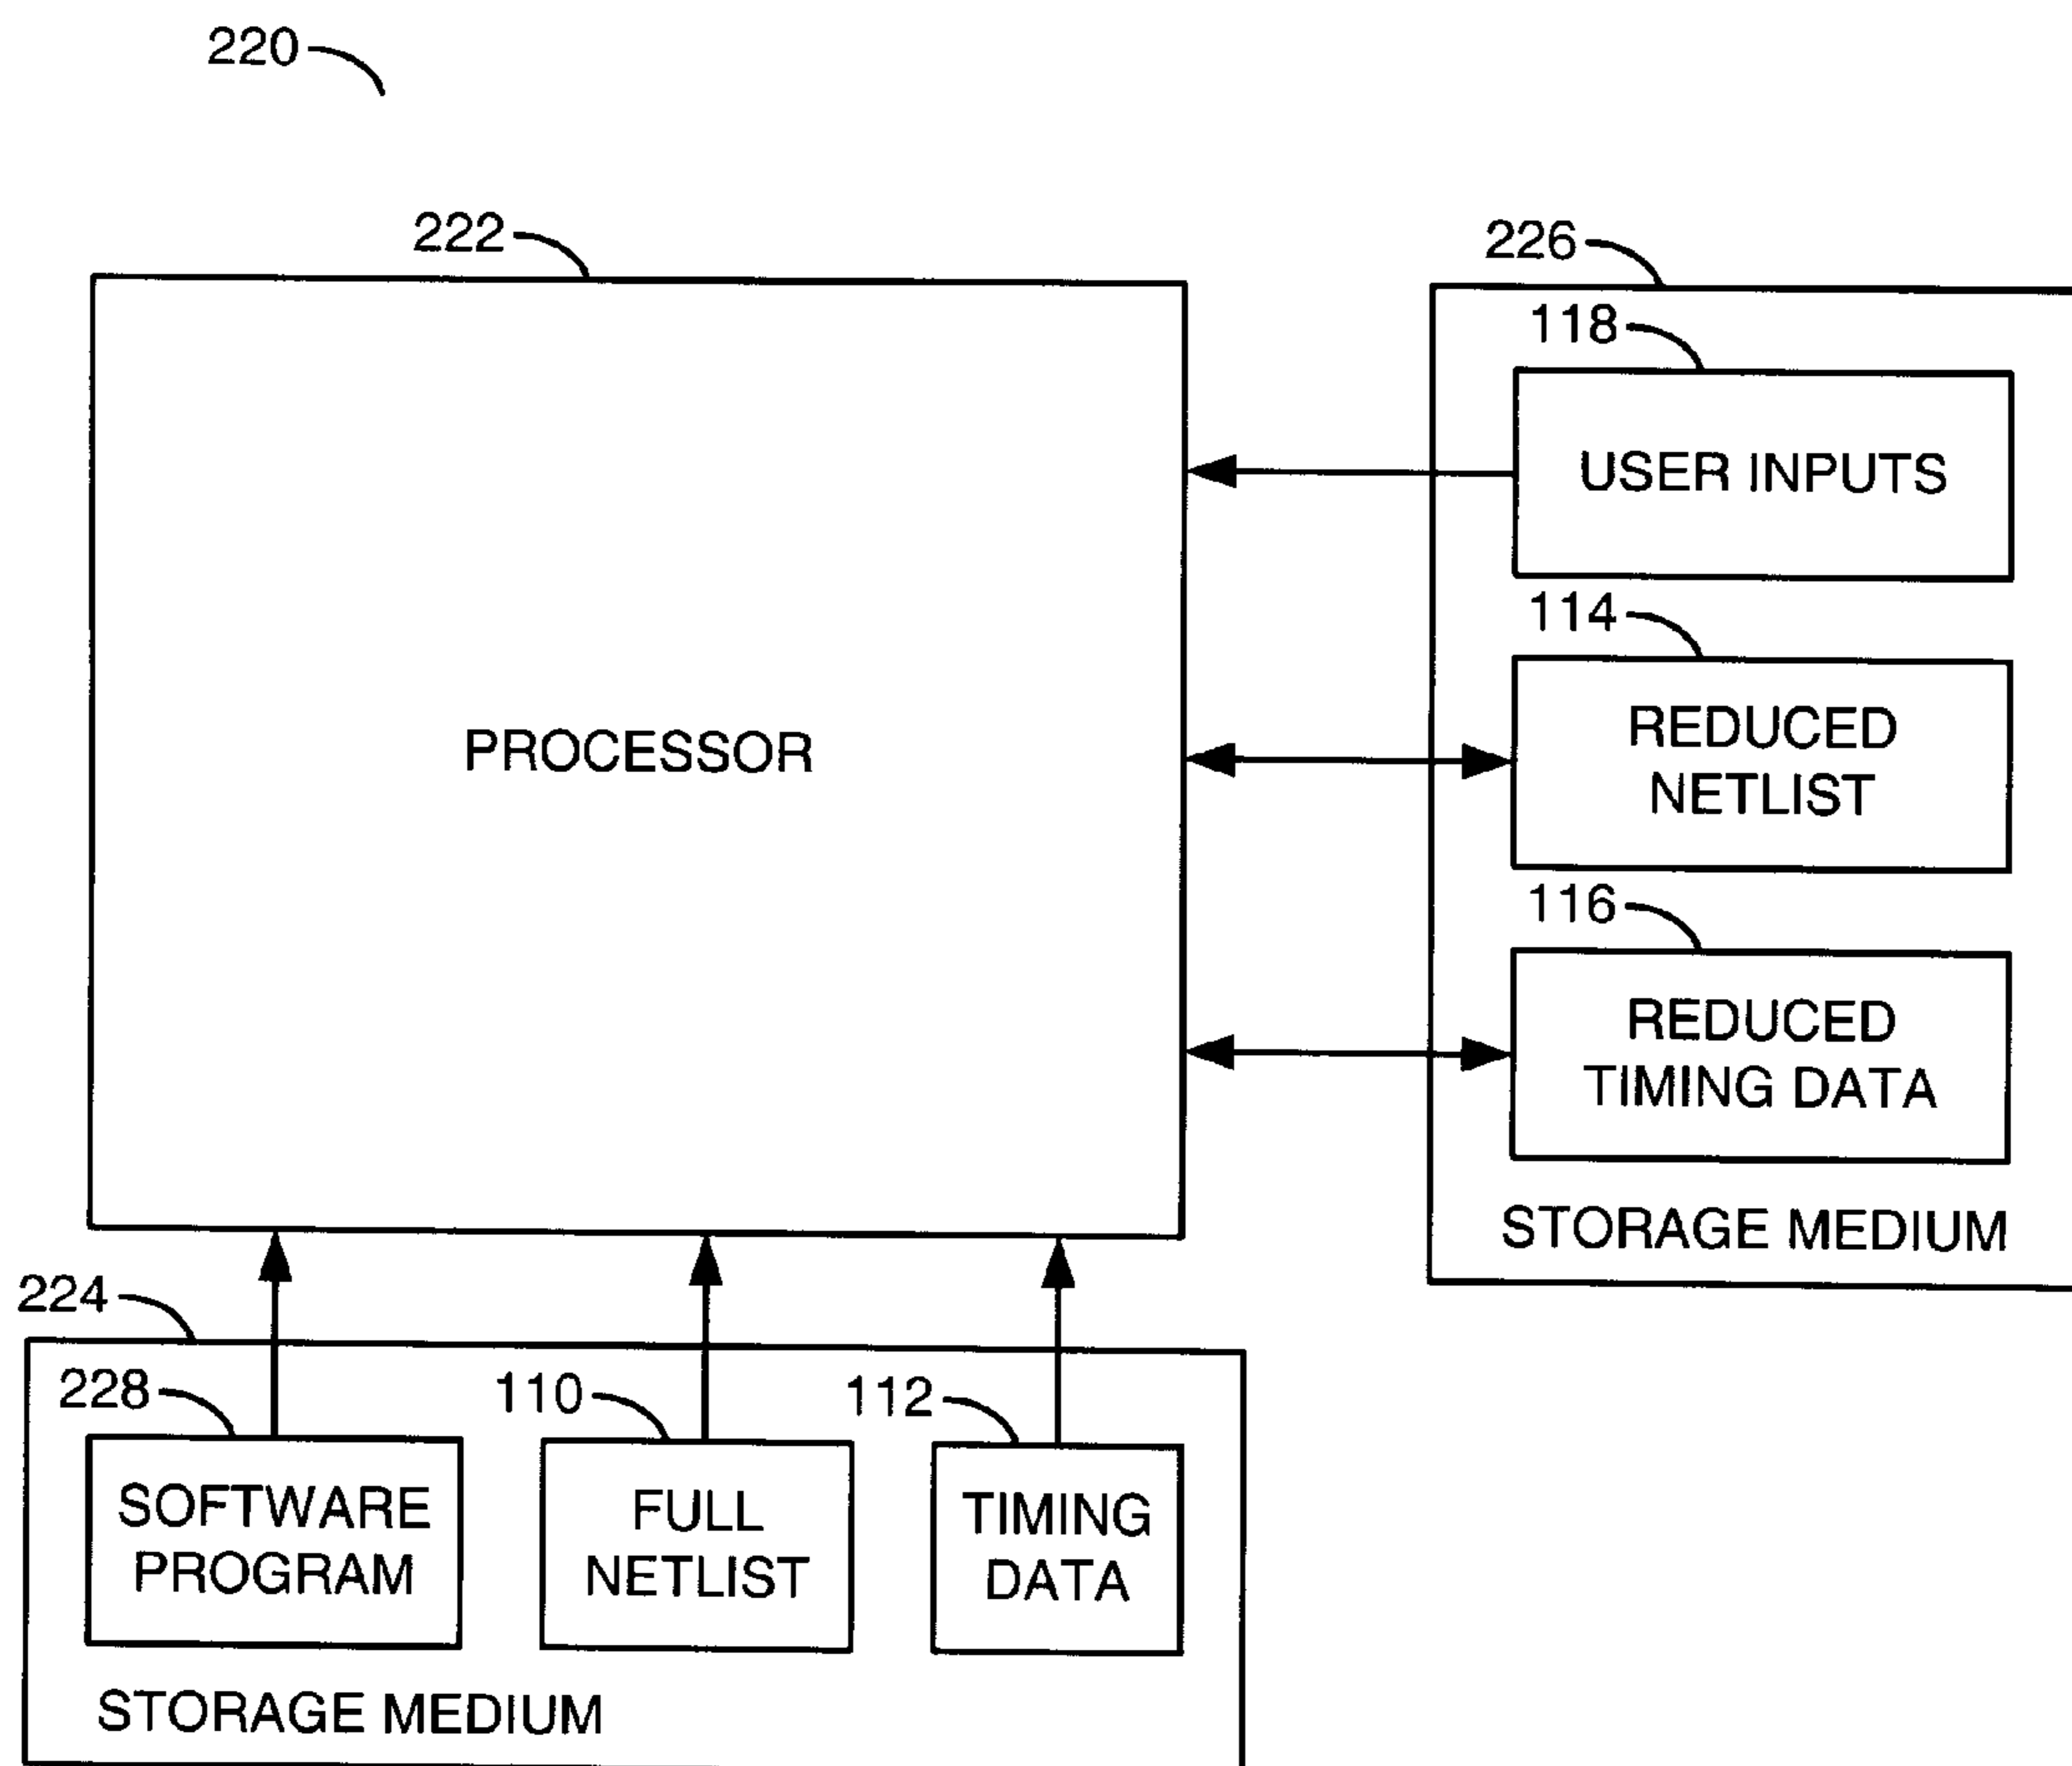 220
222
226
118
USER INPUTS
114
REDUCED
NETLIST
PROCESSOR
116
REDUCED
TIMING DATA
STORAGE MEDIUM
224
228
110
112
SOFTWARE
PROGRAM
FULL
NETLIST
TIMING
DATA
STORAGE MEDIUM